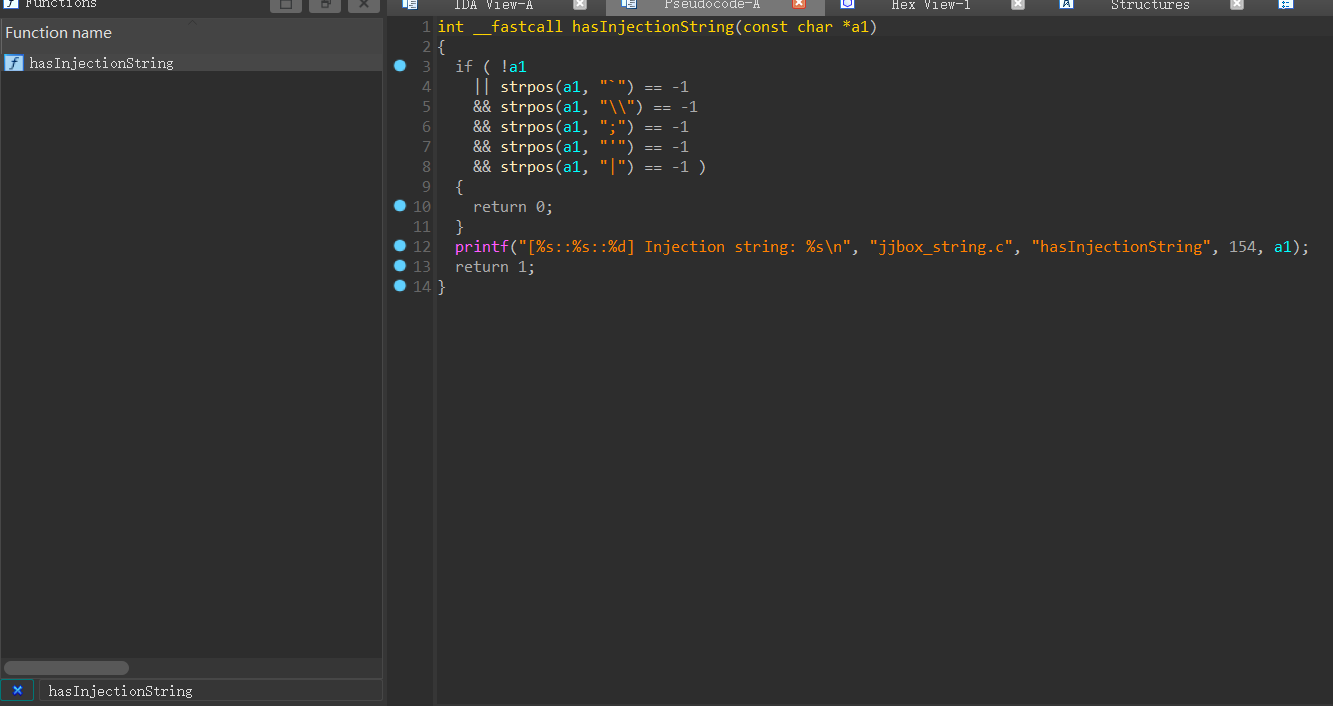 Functions
IDA View-A
Pseudocode-A
Hex View-1
Structures
Function name
hasInjectionString
1 int __fastcall hasInjectionString(const char *a1)
2 {
3   if ( !a1
4     || strpos(a1, "`") == -1
5     && strpos(a1, "\\") == -1
6     && strpos(a1, ";") == -1
7     && strpos(a1, "'") == -1
8     && strpos(a1, "|") == -1 )
9   {
10     return 0;
11   }
12   printf("[%s::%s::%d] Injection string: %s\n", "jjbox_string.c", "hasInjectionString", 154, a1);
13   return 1;
14 }
hasInjectionString